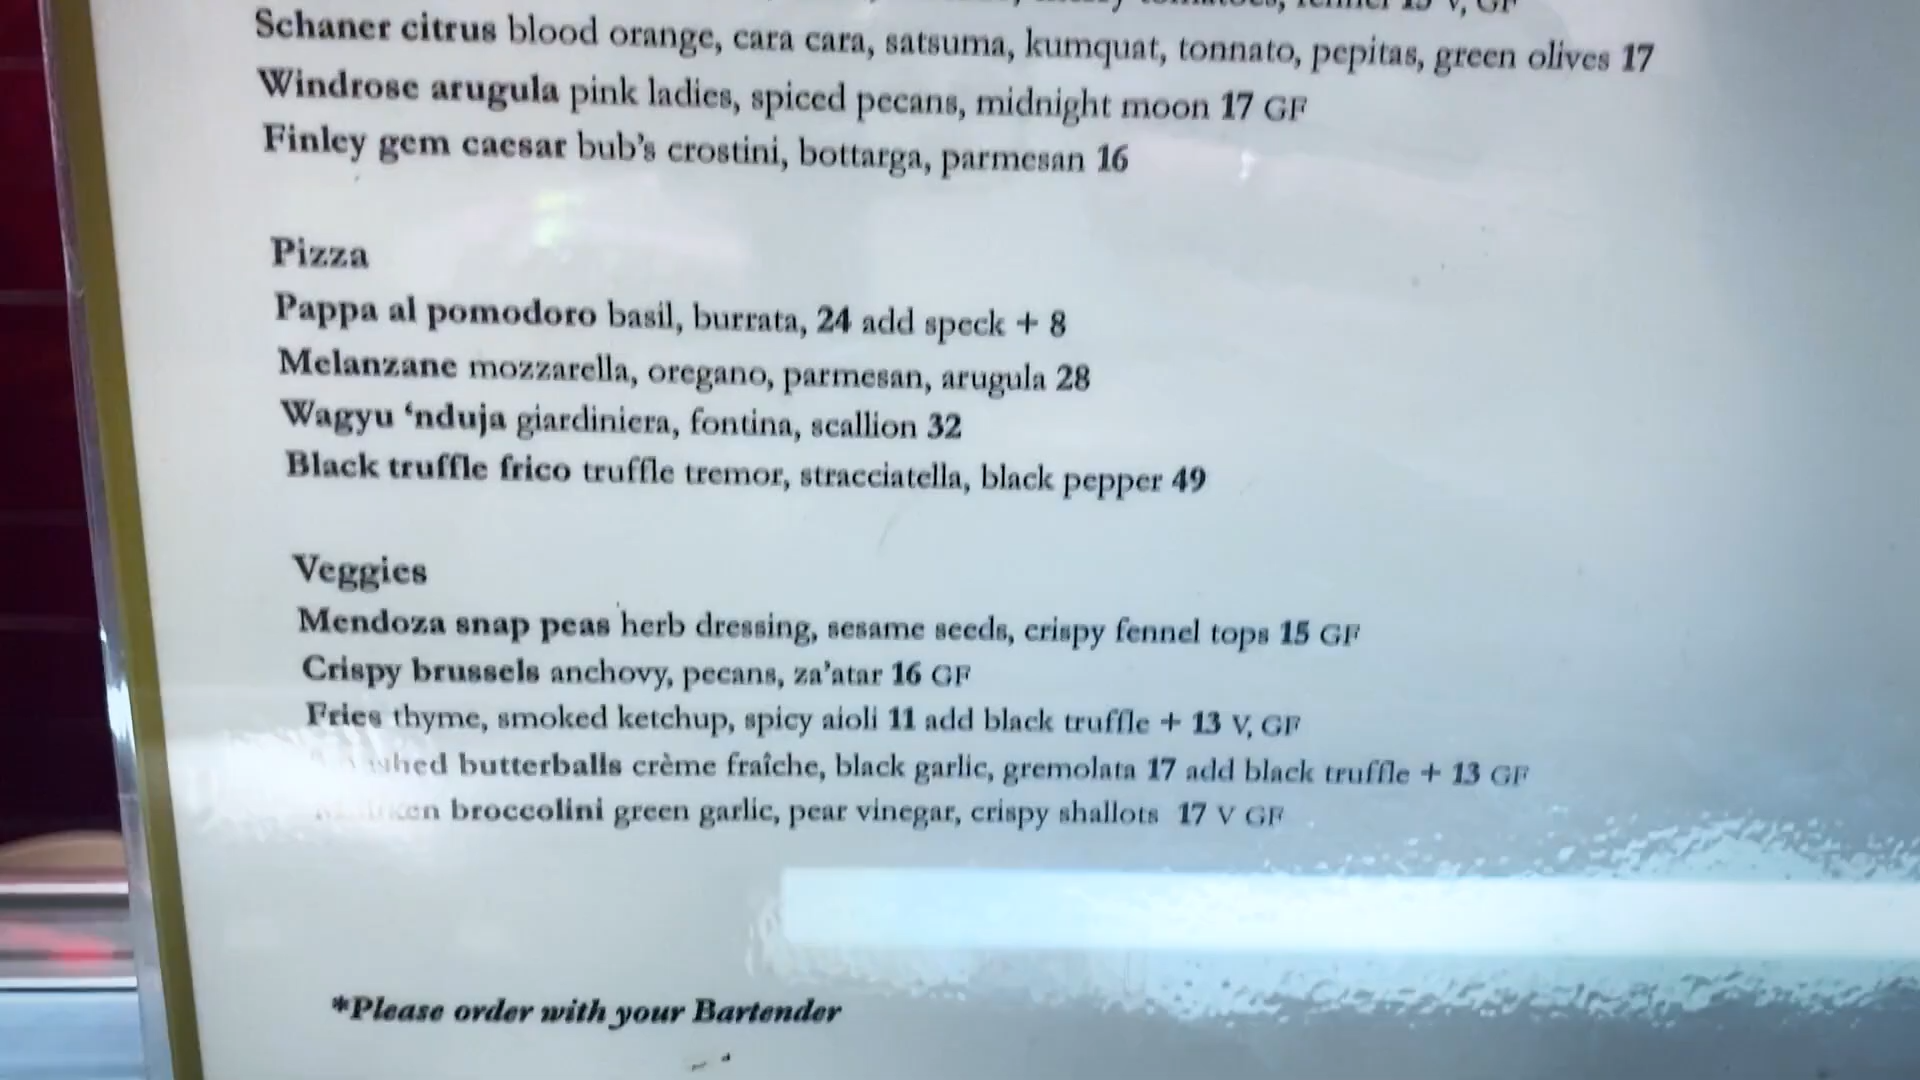 tomatoes, fennel 15 V, GF
Schaner citrus blood orange, cara cara, satsuma, kumquat, tonnato, pepitas, green olives 17
Windrose arugula pink ladies, spiced pecans, midnight moon 17 GF
Finley gem caesar bub's crostini, bottarga, parmesan 16
Pizza
Pappa al pomodoro basil, burrata, 24 add speck + 8
Melanzane mozzarella, oregano, parmesan, arugula 28
Wagyu ‘nduja giardiniera, fontina, scallion 32
Black truffle frico truffle tremor, stracciatella, black pepper 49
Veggies
Mendoza snap peas herb dressing, sesame seeds, crispy fennel tops 15 GF
Crispy brussels anchovy, pecans, za'atar 16 GF
Fries thyme, smoked ketchup, spicy aioli 11 add black truffle + 13 V, GF
butterballs crème fraîche, black garlic, gremolata 17 add black truffle + 13 GF
broccolini green garlic, pear vinegar, crispy shallots 17 V GF
*Please order with your Bartender